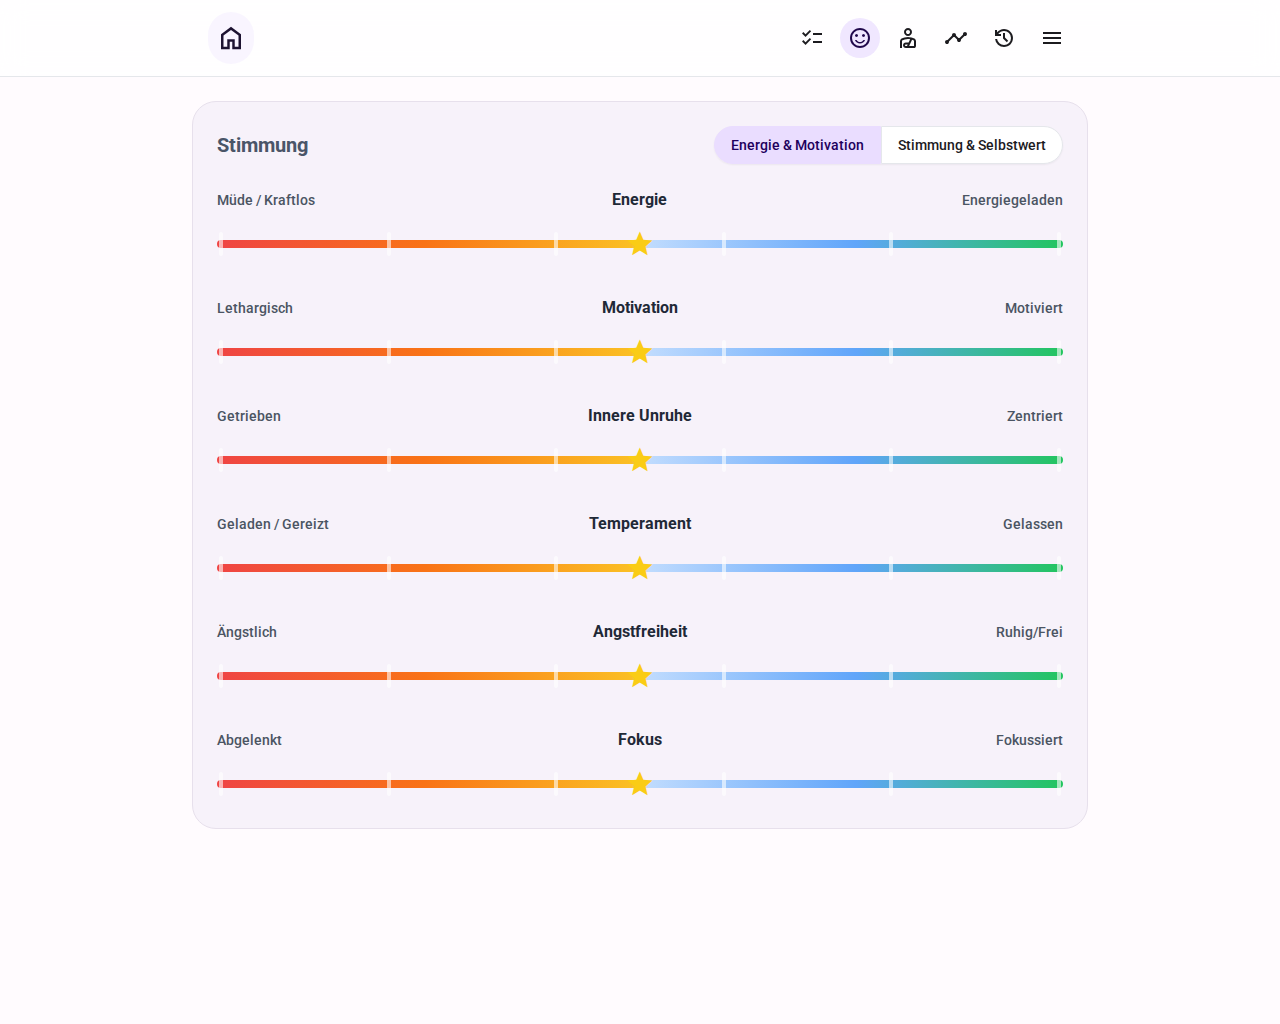 Stimmung
Energie & Motivation
Stimmung & Selbstwert
Müde / Kraftlos
Energie
Energiegeladen
Lethargisch
Motivation
Motiviert
Getrieben
Innere Unruhe
Zentriert
Geladen / Gereizt
Temperament
Gelassen
Ängstlich
Angstfreiheit
Ruhig/Frei
Abgelenkt
Fokus
Fokussiert